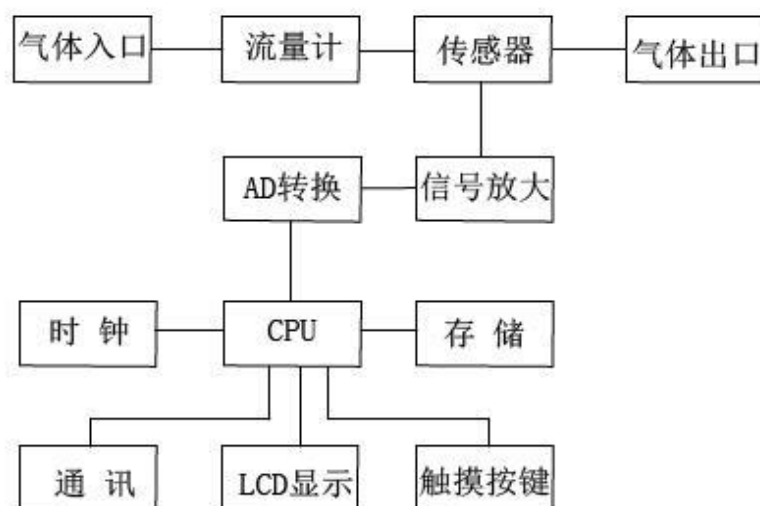 气体入口
流量计
传感器
气体出口
AD转换
信号放大
时 钟
CPU
存 储
通 讯
LCD显示
触摸按键